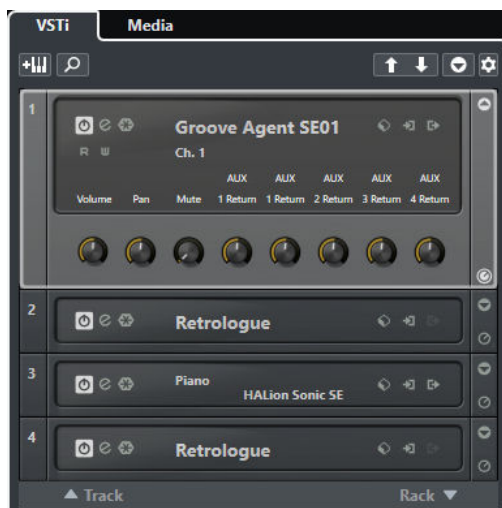 VSTi Media
1
Groove Agent SE01
R W
Ch. 1
AUX AUX AUX AUX AUX
Volume Pan Mute 1 Return 1 Return 2 Return 3 Return 4 Return
2
Retrologue
3
Piano
HALion Sonic SE
4
Retrologue
Track Rack